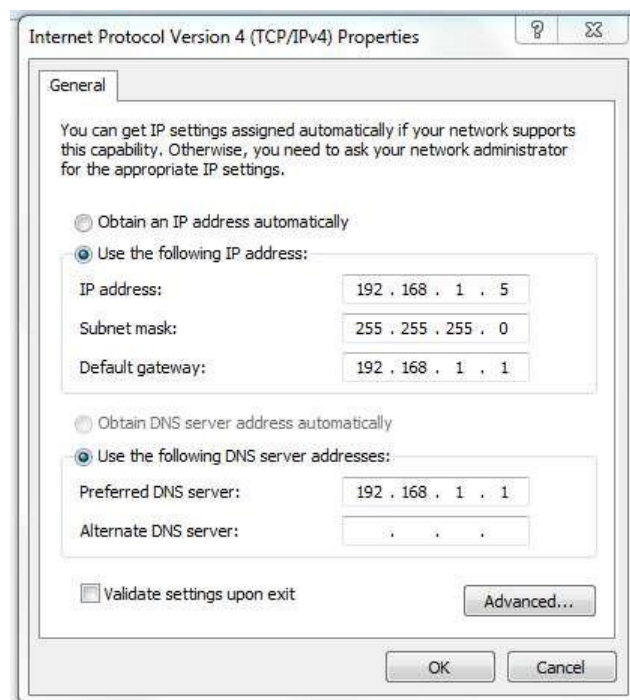 Internet Protocol Version 4 (TCP/IPv4) Properties
General
You can get IP settings assigned automatically if your network supports
this capability. Otherwise, you need to ask your network administrator
for the appropriate IP settings.
Obtain an IP address automatically
Use the following IP address:
IP address: 192 . 168 . 1 . 5
Subnet mask: 255 . 255 . 255 . 0
Default gateway: 192 . 168 . 1 . 1
Obtain DNS server address automatically
Use the following DNS server addresses:
Preferred DNS server: 192 . 168 . 1 . 1
Alternate DNS server: . . .
Validate settings upon exit
Advanced...
OK Cancel